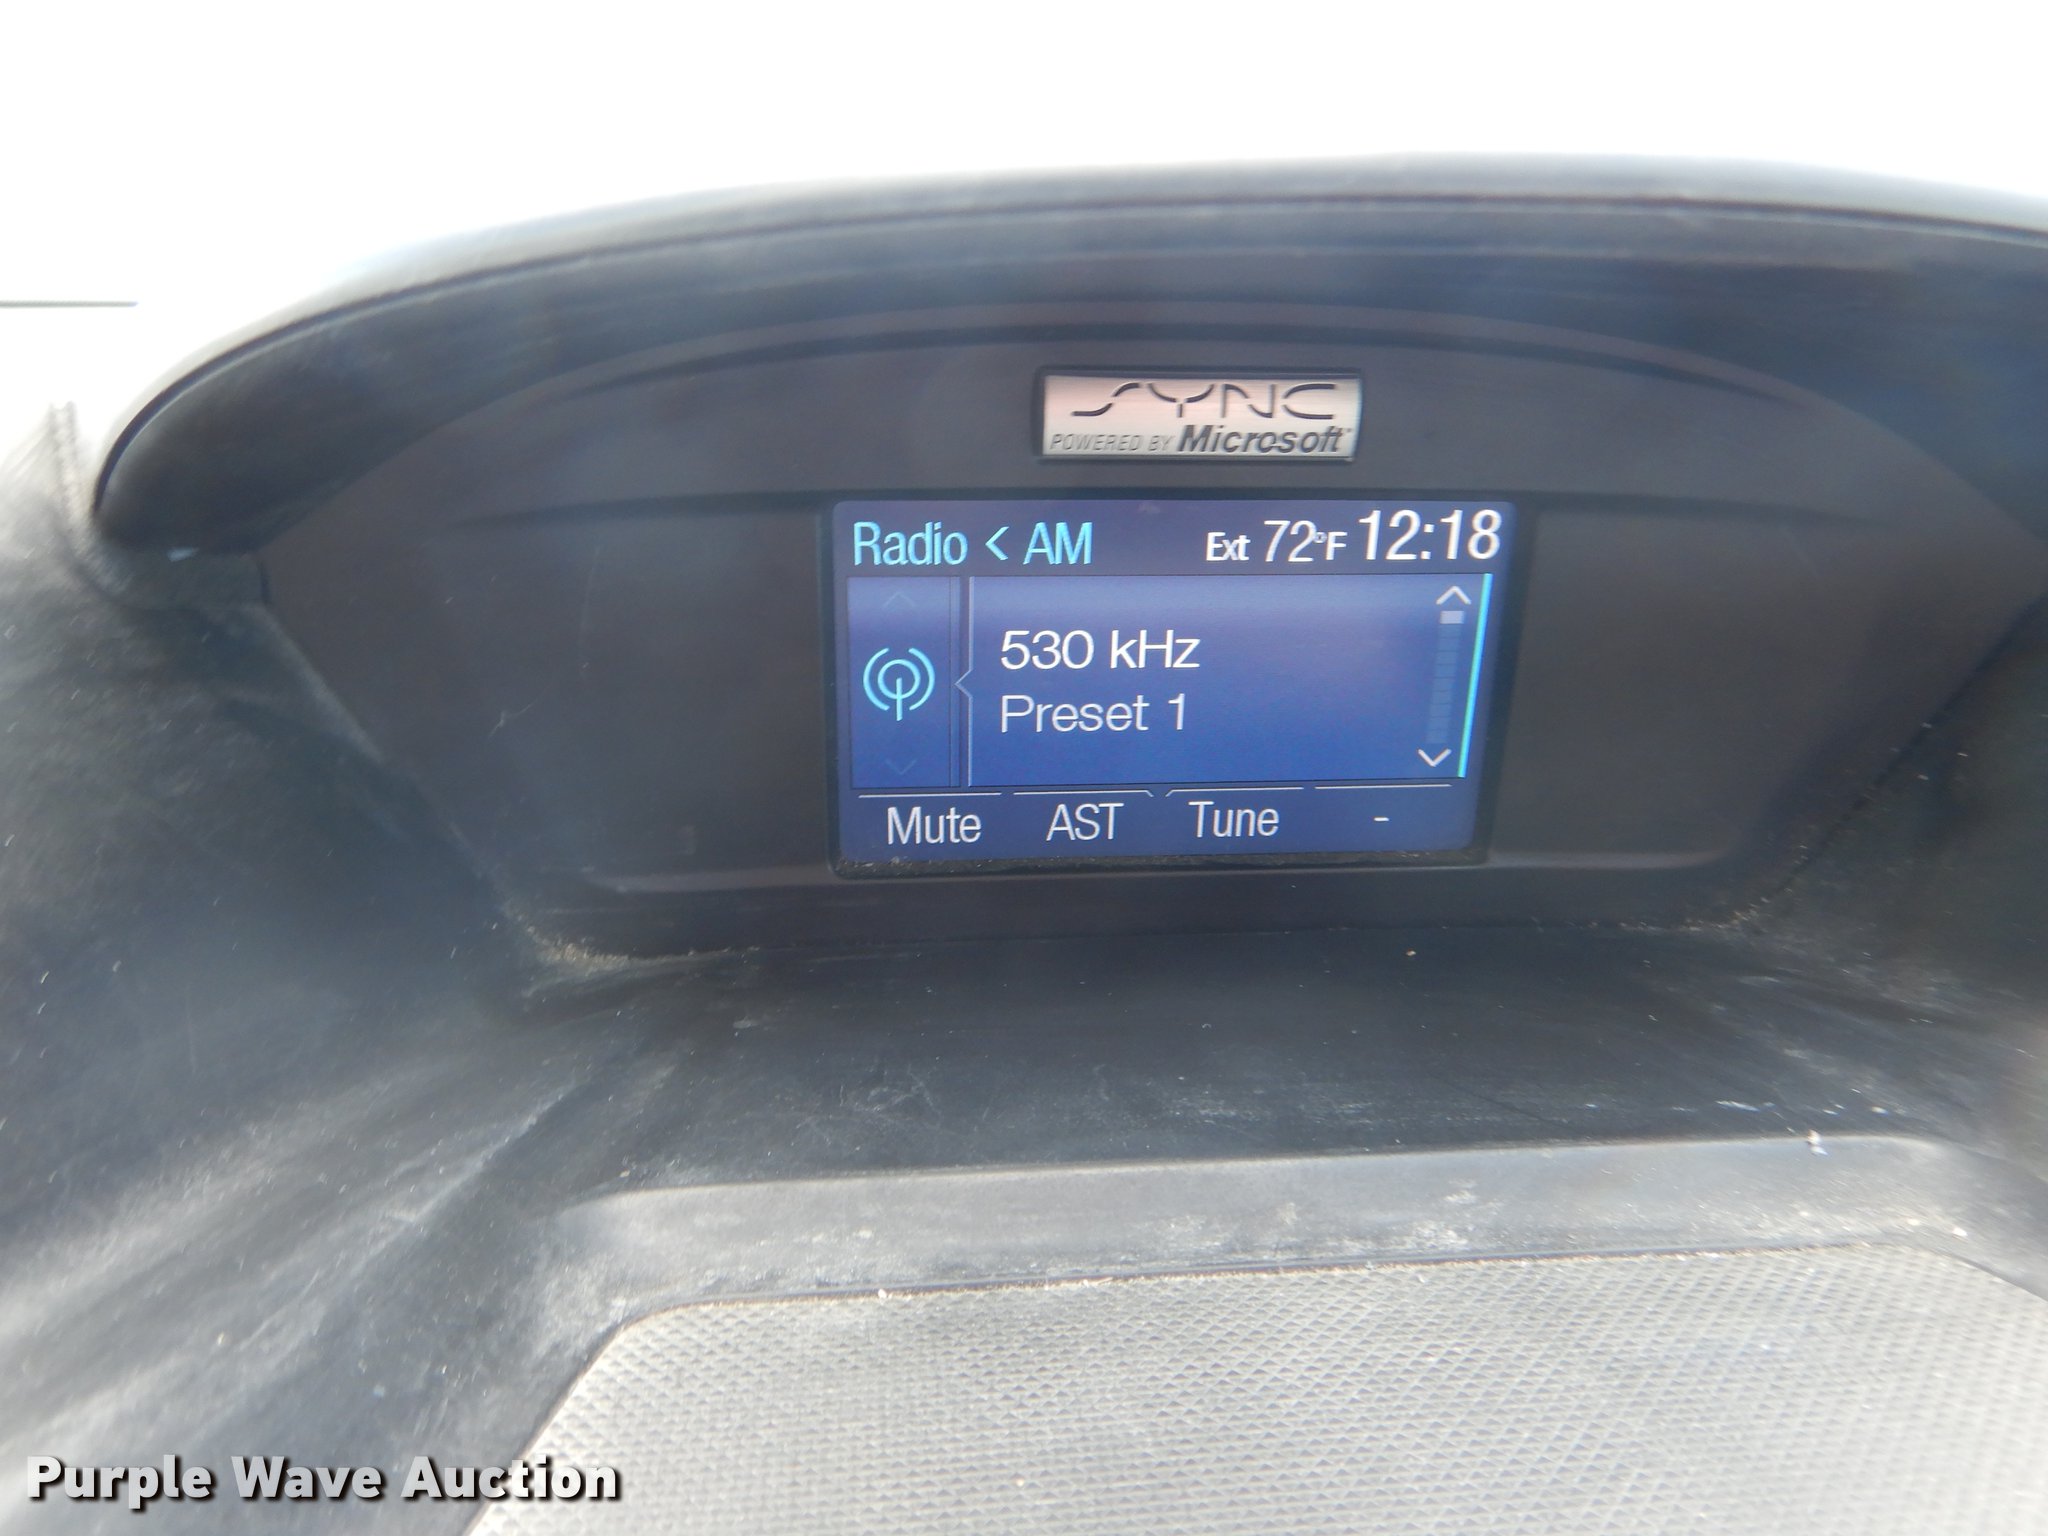 SYNC
POWERED BY Microsoft
Radio < AM Ext 72°F 12:18
530 kHz
Preset 1
Mute AST Tune -
Purple Wave Auction